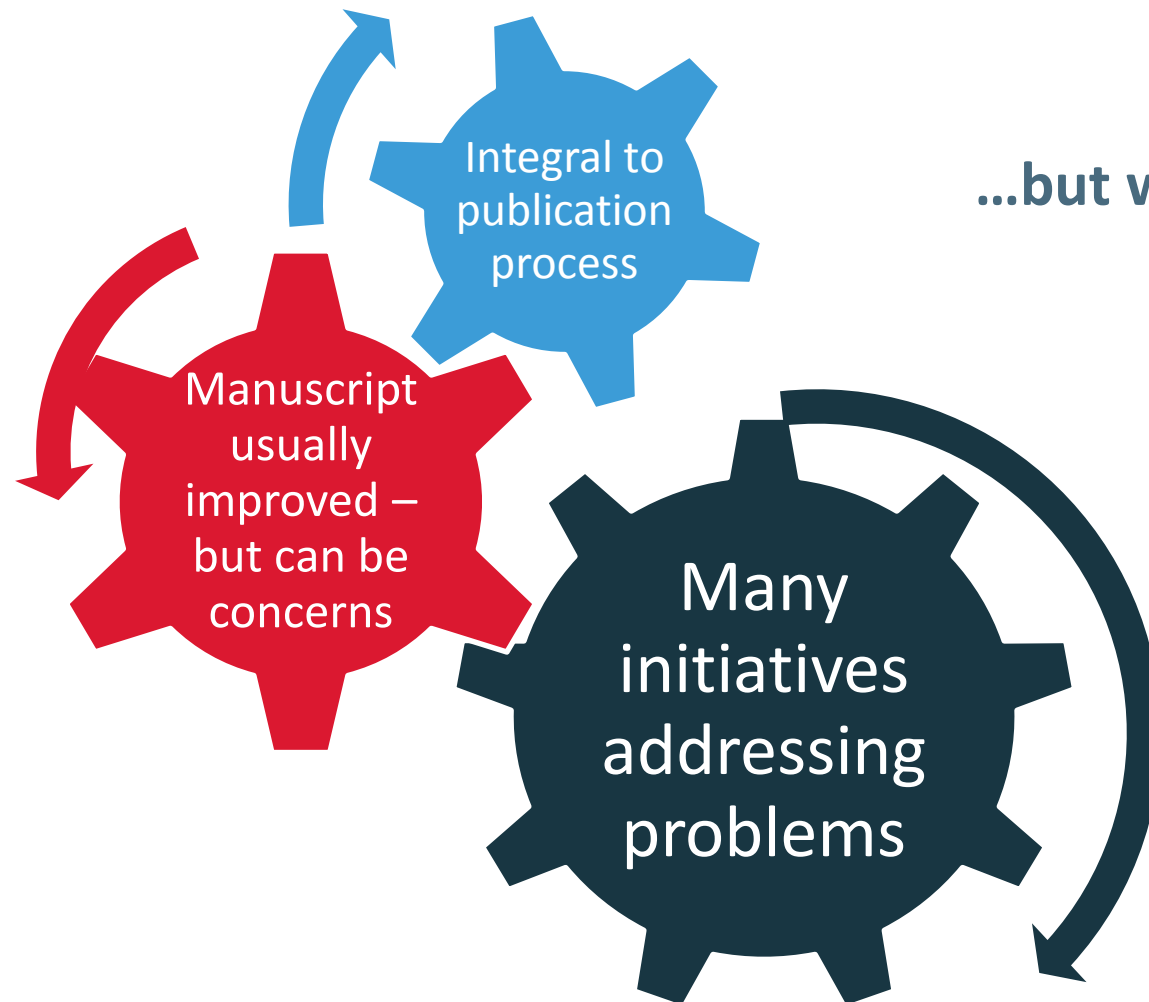 Integral to
publication
process
...but
Manuscript
usually
improved –
but can be
concerns
Many
initiatives
addressing
problems